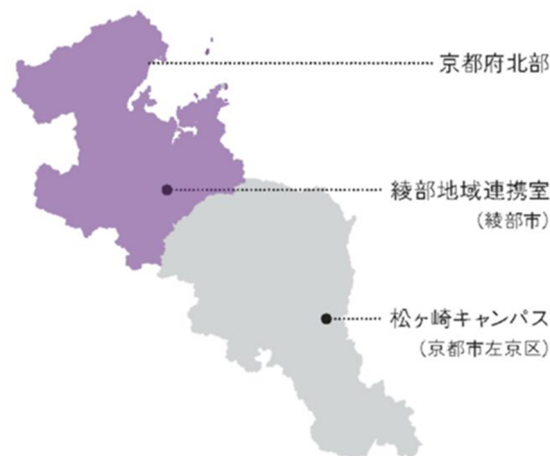 京都府北部
綾部地域連携室
(綾部市)
松ヶ崎キャンパス
(京都市左京区)